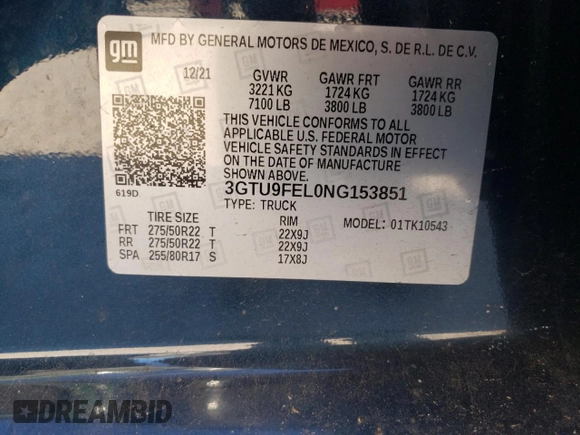 gm MFD BY GENERAL MOTORS DE MEXICO, S. DE R.L. DE C.V.
12/21 GVWR GAWR FRT GAWR RR
3221 KG 1724 KG 1724 KG
7100 LB 3800 LB 3800 LB
THIS VEHICLE CONFORMS TO ALL
APPLICABLE U.S. FEDERAL MOTOR
VEHICLE SAFETY STANDARDS IN EFFECT
ON THE DATE OF MANUFACTURE
SHOWN ABOVE.
619D 3GTU9FEL0NG153851
TYPE: TRUCK
TIRE SIZE RIM MODEL: 01TK10543
FRT 275/50R22 T 22X9J
RR 275/50R22 T 22X9J
SPA 255/80R17 S 17X8J
DREAMBID